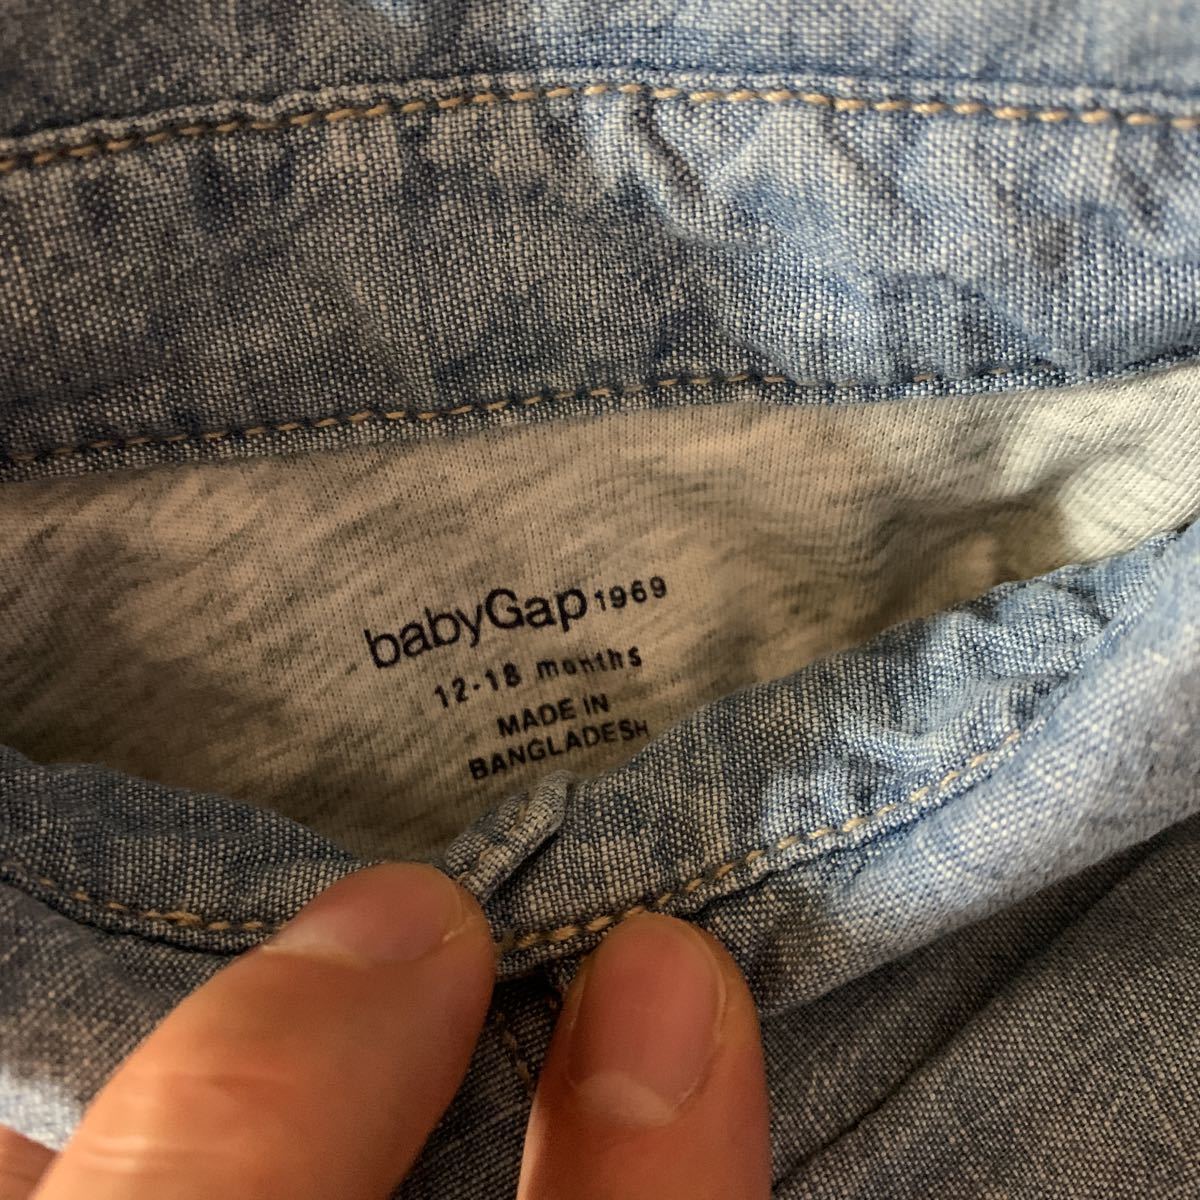 babyGap 1969
12-18 months
MADE IN
BANGLADESH